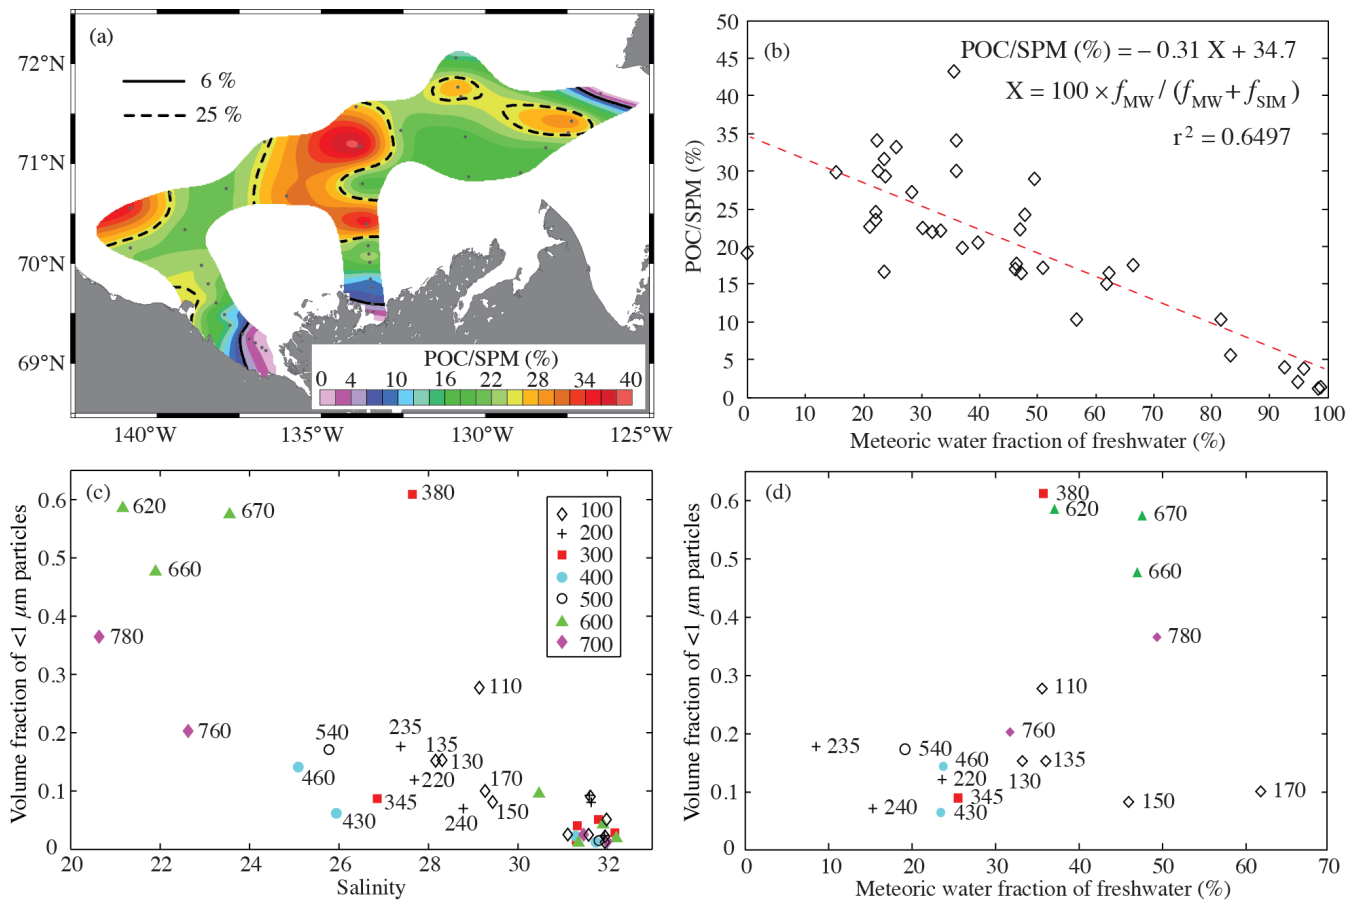 (a)
6 %
25 %
72°N
71°N
70°N
69°N
140°W
135°W
130°W
125°W
POC/SPM (%)
0 4 10 16 22 28 34 40
(b)
POC/SPM (%) = – 0.31 X + 34.7
X = 100 × fMW / (fMW + fSIM)
r² = 0.6497
POC/SPM (%)
50
45
40
35
30
25
20
15
10
5
0
0 10 20 30 40 50 60 70 80 90 100
Meteoric water fraction of freshwater (%)
(c)
Volume fraction of <1 μm particles
0.6
0.5
0.4
0.3
0.2
0.1
0
620
670
380
660
780
760
110
540
235
135
130
460
220
170
345
150
430
240
100
200
300
400
500
600
700
20 22 24 26 28 30 32
Salinity
(d)
Volume fraction of <1 μm particles
0.6
0.5
0.4
0.3
0.2
0.1
0
380
620
670
660
780
110
760
235
540
460
135
220
130
345
170
240
430
150
0 10 20 30 40 50 60 70
Meteoric water fraction of freshwater (%)